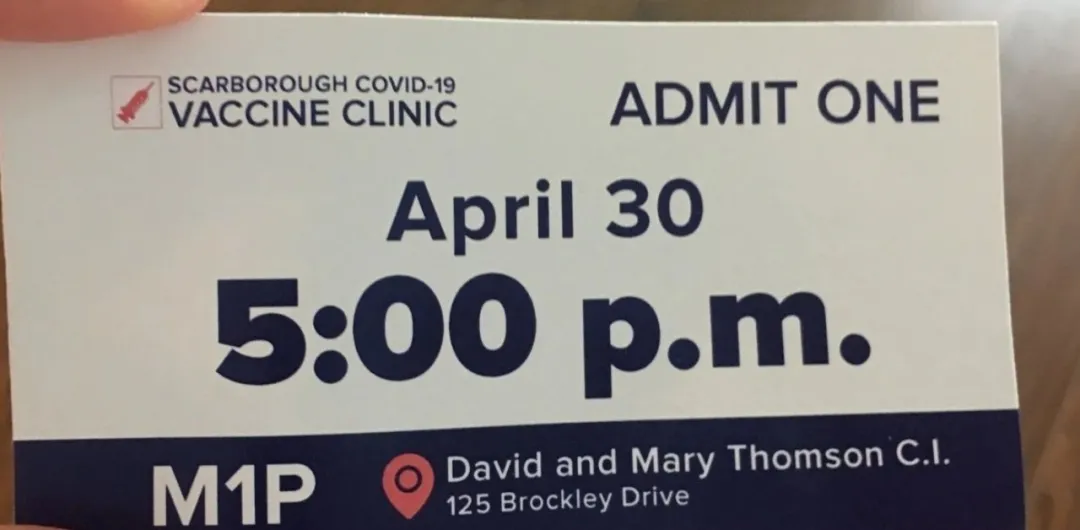 SCARBOROUGH COVID-19
VACCINE CLINIC
ADMIT ONE
April 30
5:00 p.m.
M1P
David and Mary Thomson C.I.
125 Brockley Drive